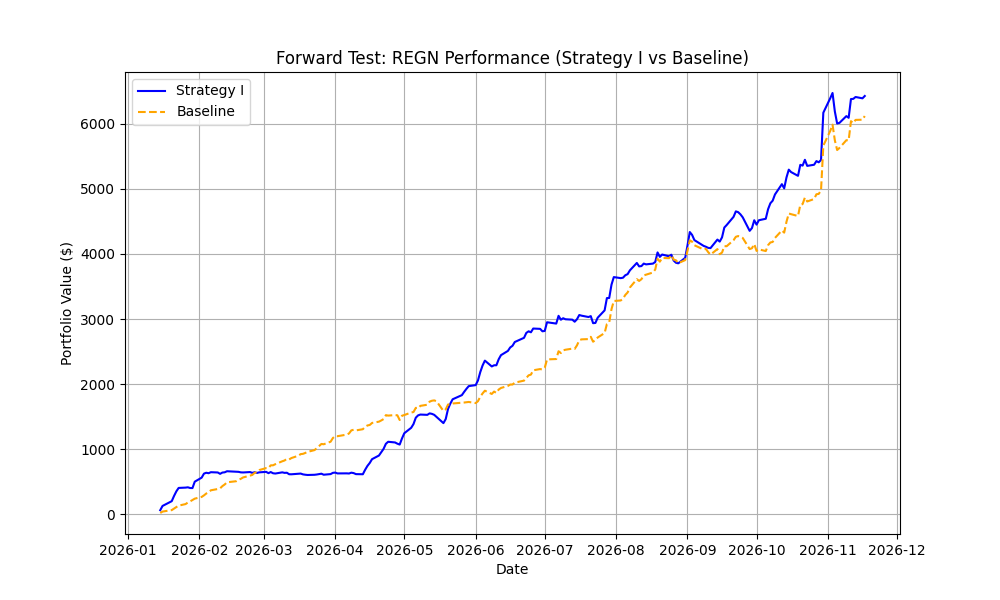 Forward Test: REGN Performance (Strategy I vs Baseline)
Strategy I
Baseline
Portfolio Value ($)
6000
5000
4000
3000
2000
1000
0
2026-01 2026-02 2026-03 2026-04 2026-05 2026-06 2026-07 2026-08 2026-09 2026-10 2026-11 2026-12
Date